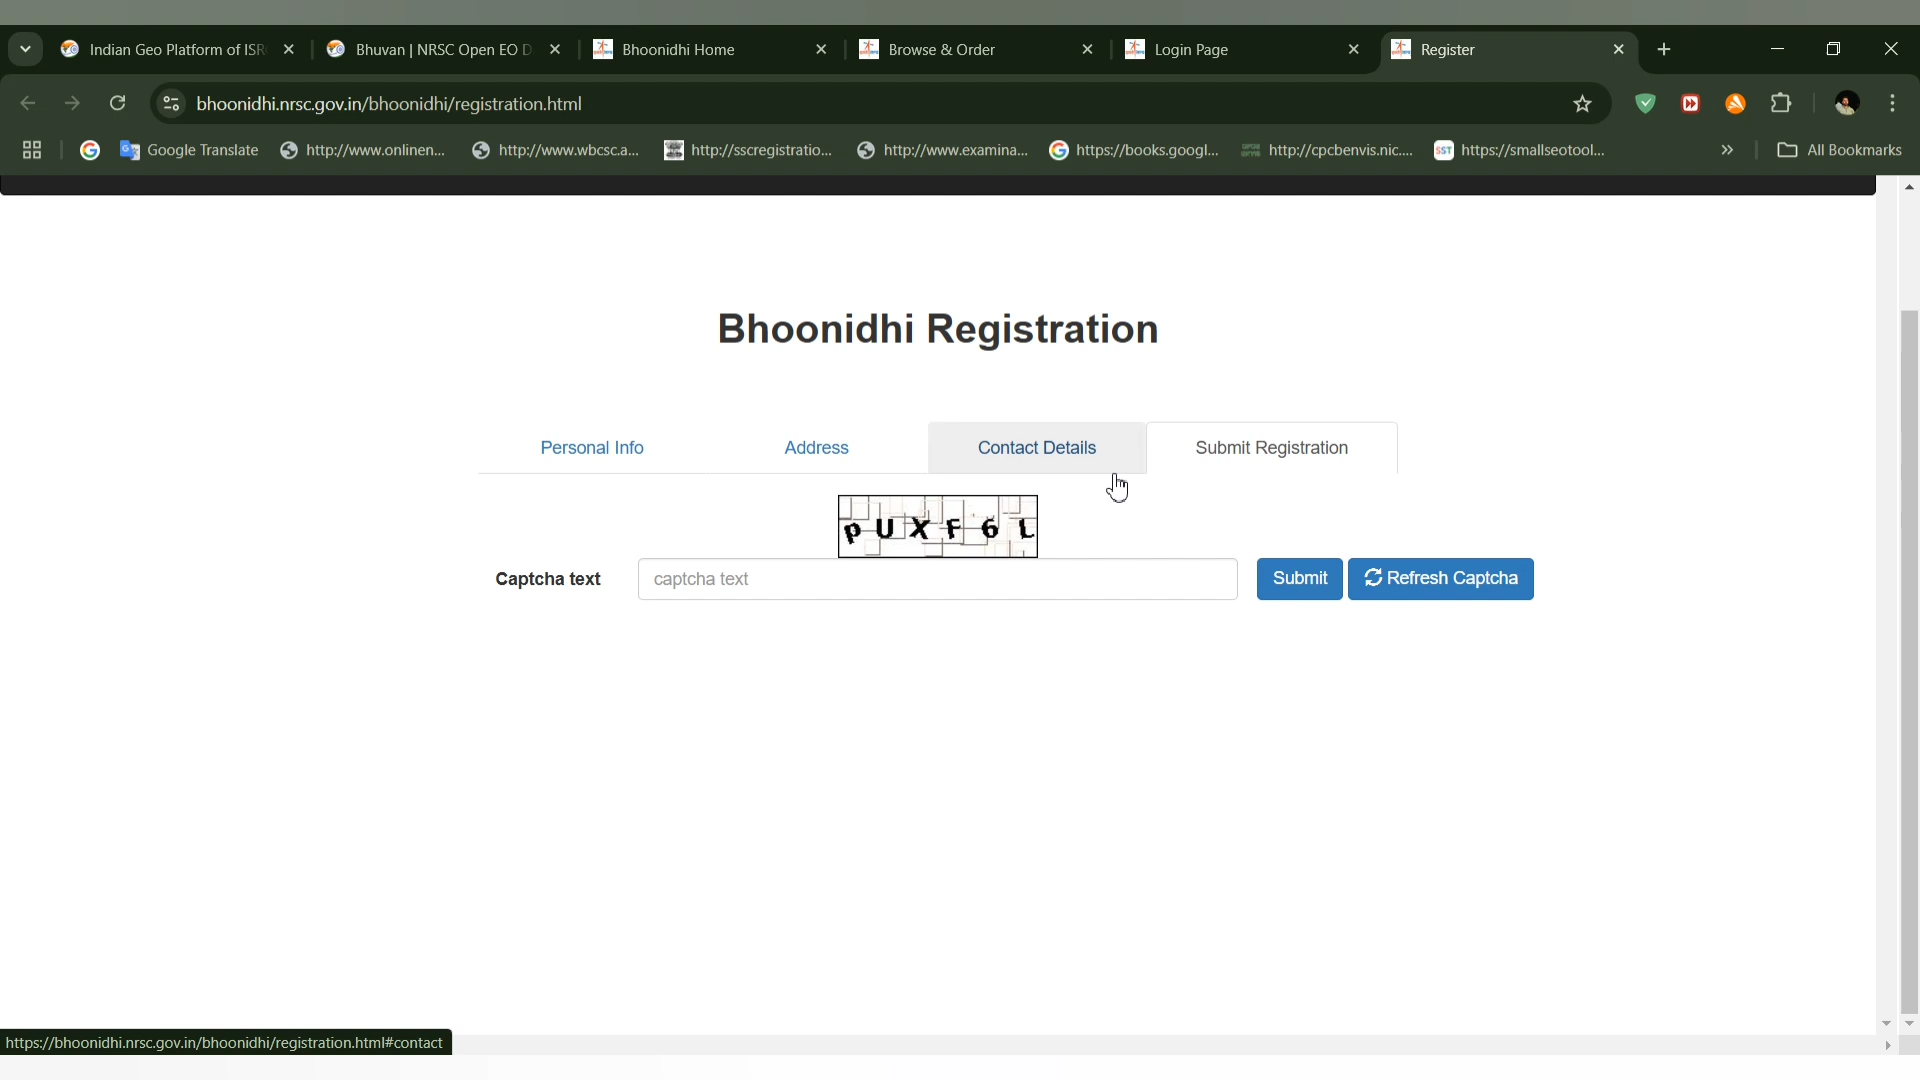 Indian Geo Platform of ISR
Bhuvan | NRSC Open EO D
Bhoonidhi Home
Browse & Order
Login Page
Register
bhoonidhi.nrsc.gov.in/bhoonidhi/registration.html
Google Translate
http://www.onlinen...
http://www.wbcsc.a...
http://sscregistratio...
http://www.examina...
https://books.googl...
http://cpcbenvis.nic....
SST
https://smallseotool...
All Bookmarks
Bhoonidhi Registration
Personal Info
Address
Contact Details
Submit Registration
pUXF6L
Captcha text
captcha text
Submit
Refresh Captcha
https://bhoonidhi.nrsc.gov.in/bhoonidhi/registration.html#contact